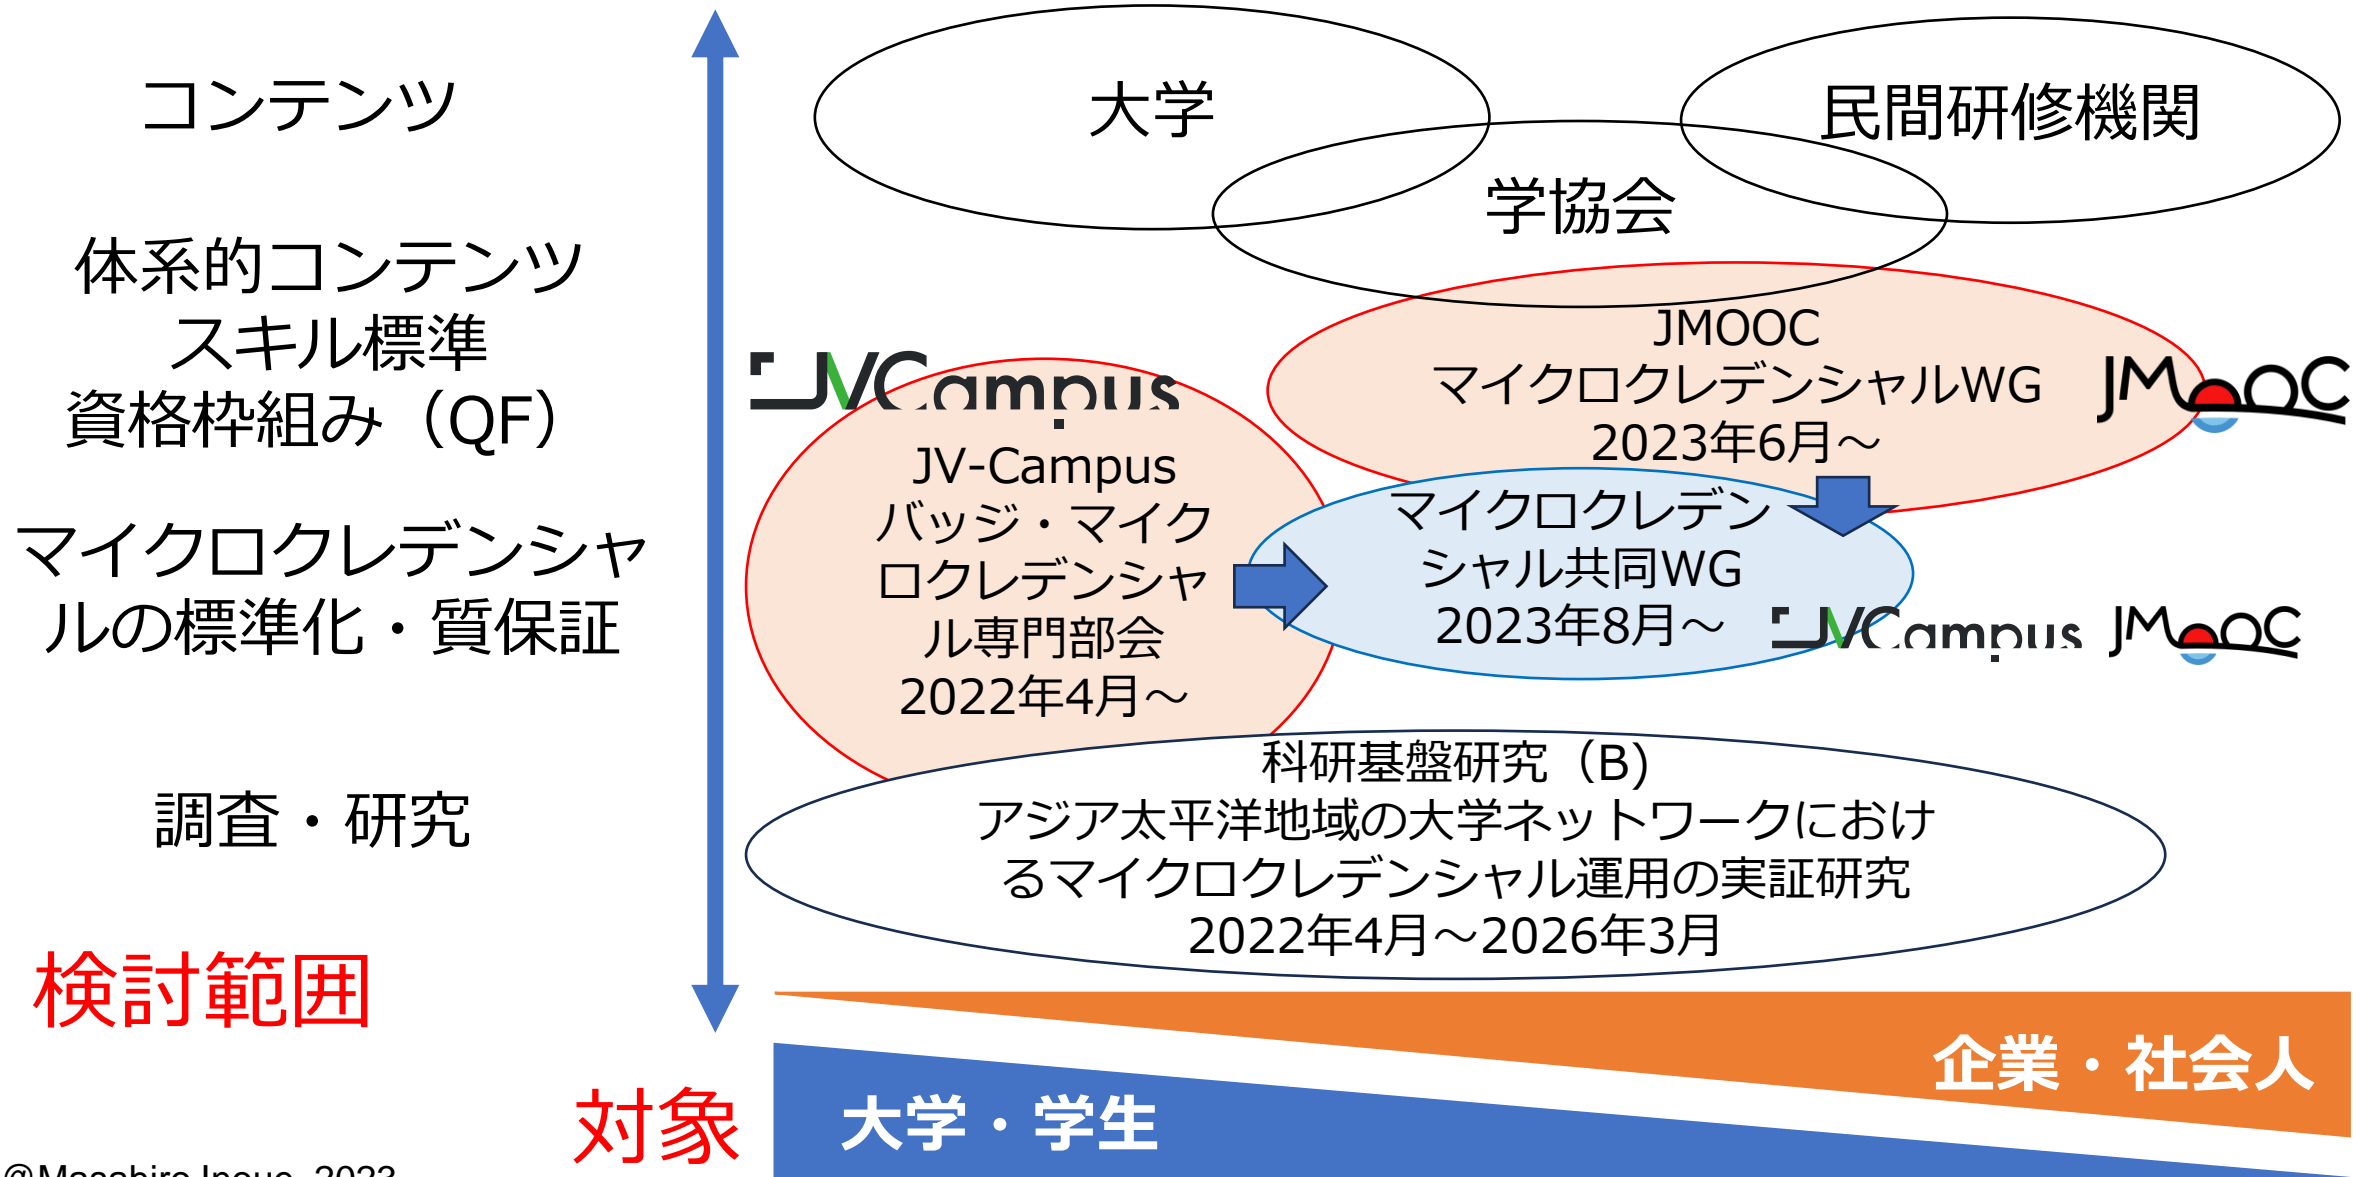 コンテンツ
体系的コンテンツ
スキル標準
資格枠組み（QF）
マイクロクレデンシャ
ルの標準化・質保証
調査・研究
検討範囲
大学
民間研修機関
学協会
JMOOC
マイクロクレデンシャルWG
2023年6月～
JMOOC
JVCampus
JV-Campus
バッジ・マイク
ロクレデンシャ
ル専門部会
2022年4月～
マイクロクレデン
シャル共同WG
2023年8月～
JVCampus JMOOC
科研基盤研究（B)
アジア太平洋地域の大学ネットワークにおけ
るマイクロクレデンシャル運用の実証研究
2022年4月～2026年3月
企業・社会人
対象
大学・学生
@Masahiro Inoue, 2023